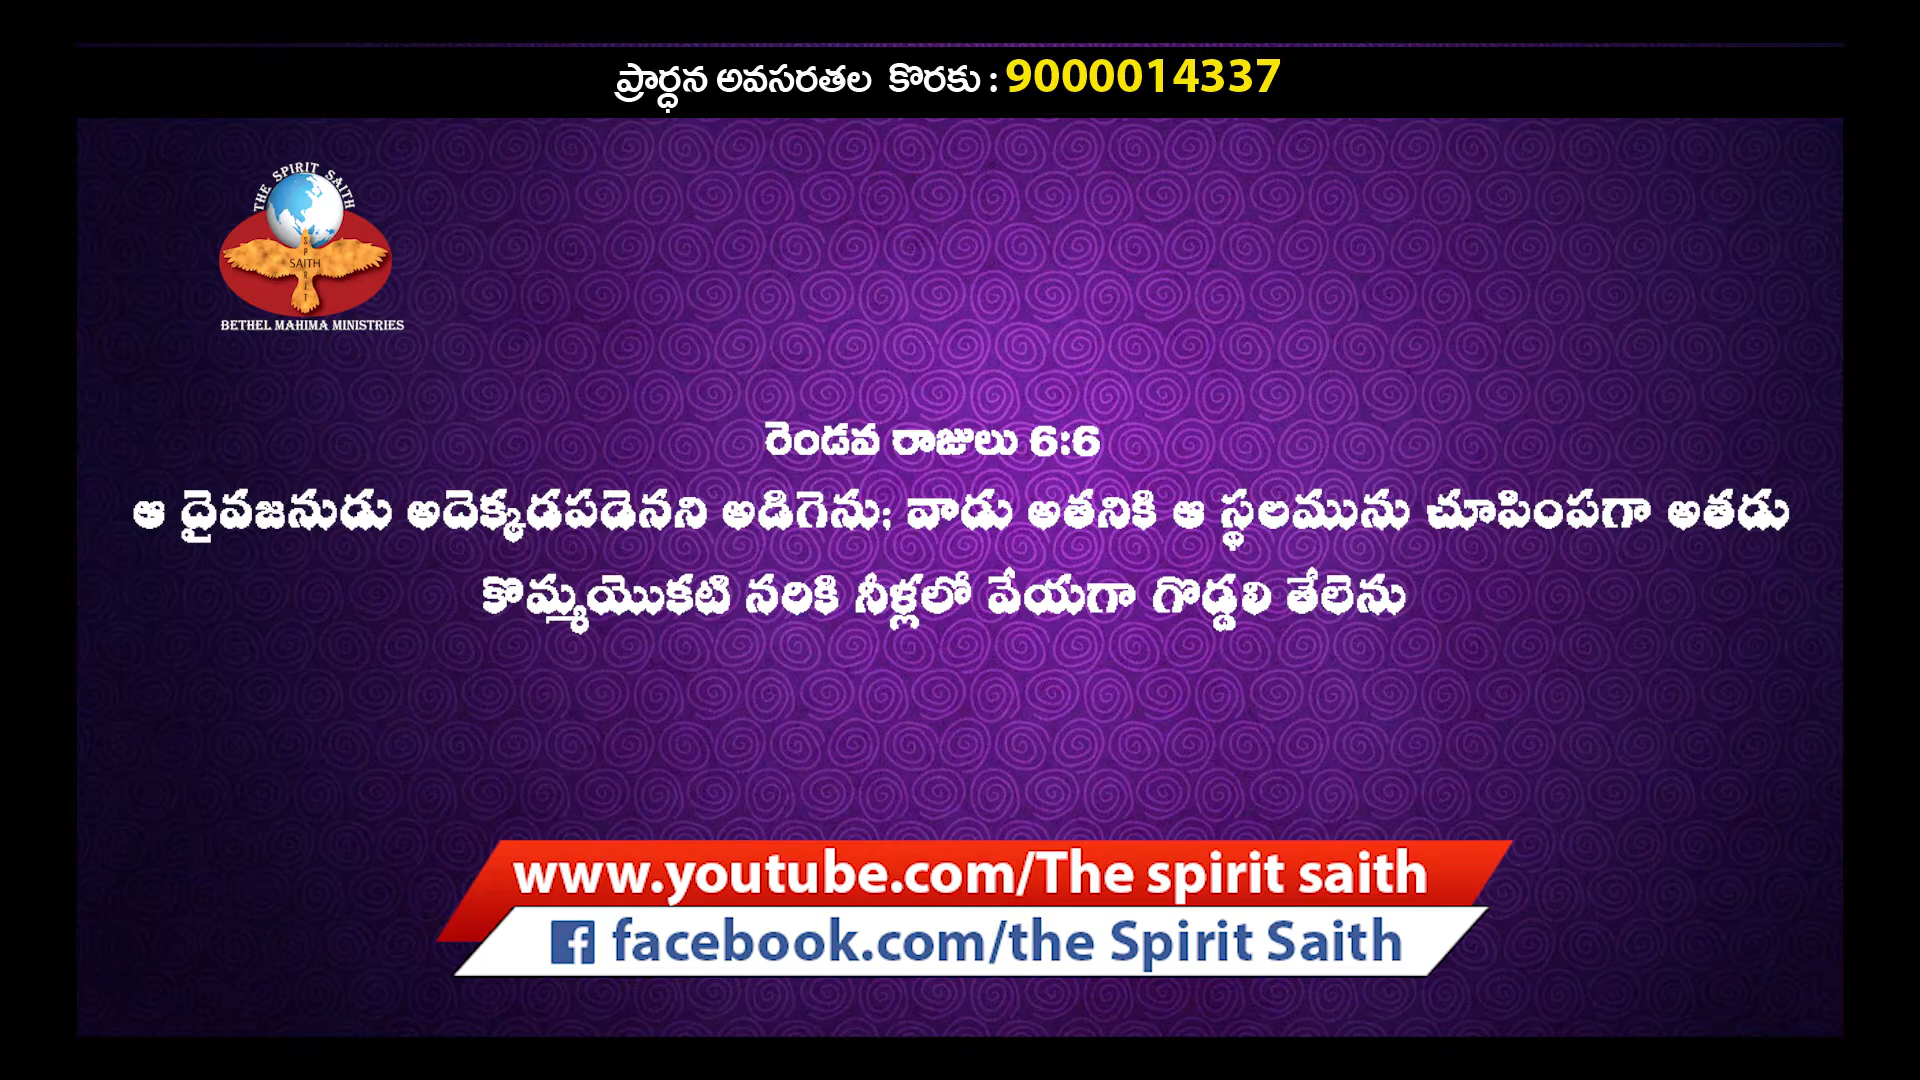 ప్రార్ధన అవసరతల కొరకు : 9000014337
THE SPIRIT SAITH
SPIRIT
SAITH
BETHEL MAHIMA MINISTRIES
రెండవ రాజులు 6:6
ఆ దైవజనుడు అదెక్కడపడెనని అడిగెను; వాడు అతనికి ఆ స్థలమును చూపింపగా అతడు
కొమ్మయొకటి నరికి నీళ్లలో వేయగా గొడ్డలి తేలెను
www.youtube.com/The spirit saith
facebook.com/the Spirit Saith